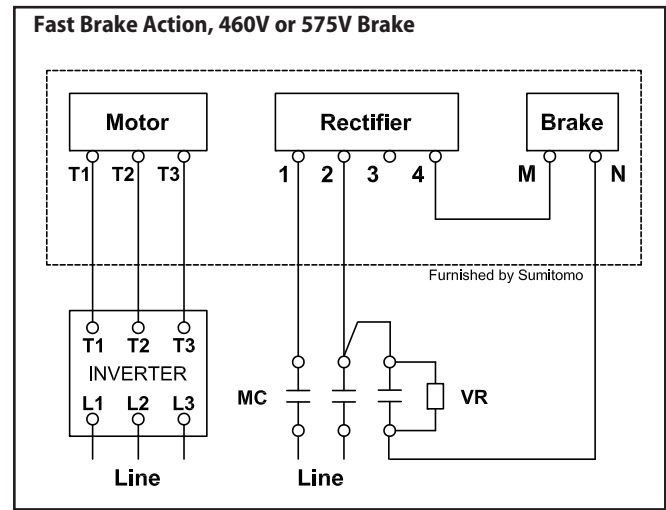 Fast Brake Action, 460V or 575V Brake
Motor Rectifier Brake
T1 T2 T3 1 2 3 4 M N
Furnished by Sumitomo
T1 T2 T3
INVERTER
MC VR
L1 L2 L3
Line Line